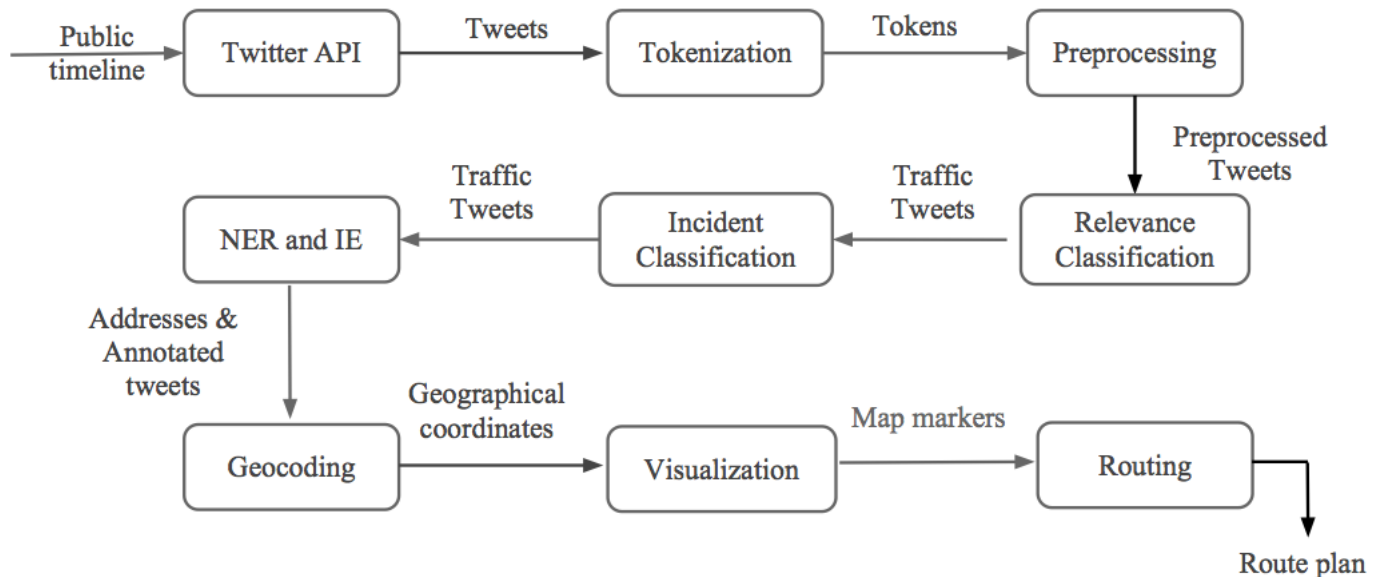 Public
timeline
Twitter API
Tweets
Tokenization
Tokens
Preprocessing
Preprocessed
Tweets
Relevance
Classification
Traffic
Tweets
Incident
Classification
Traffic
Tweets
NER and IE
Addresses &
Annotated
tweets
Geocoding
Geographical
coordinates
Visualization
Map markers
Routing
Route plan